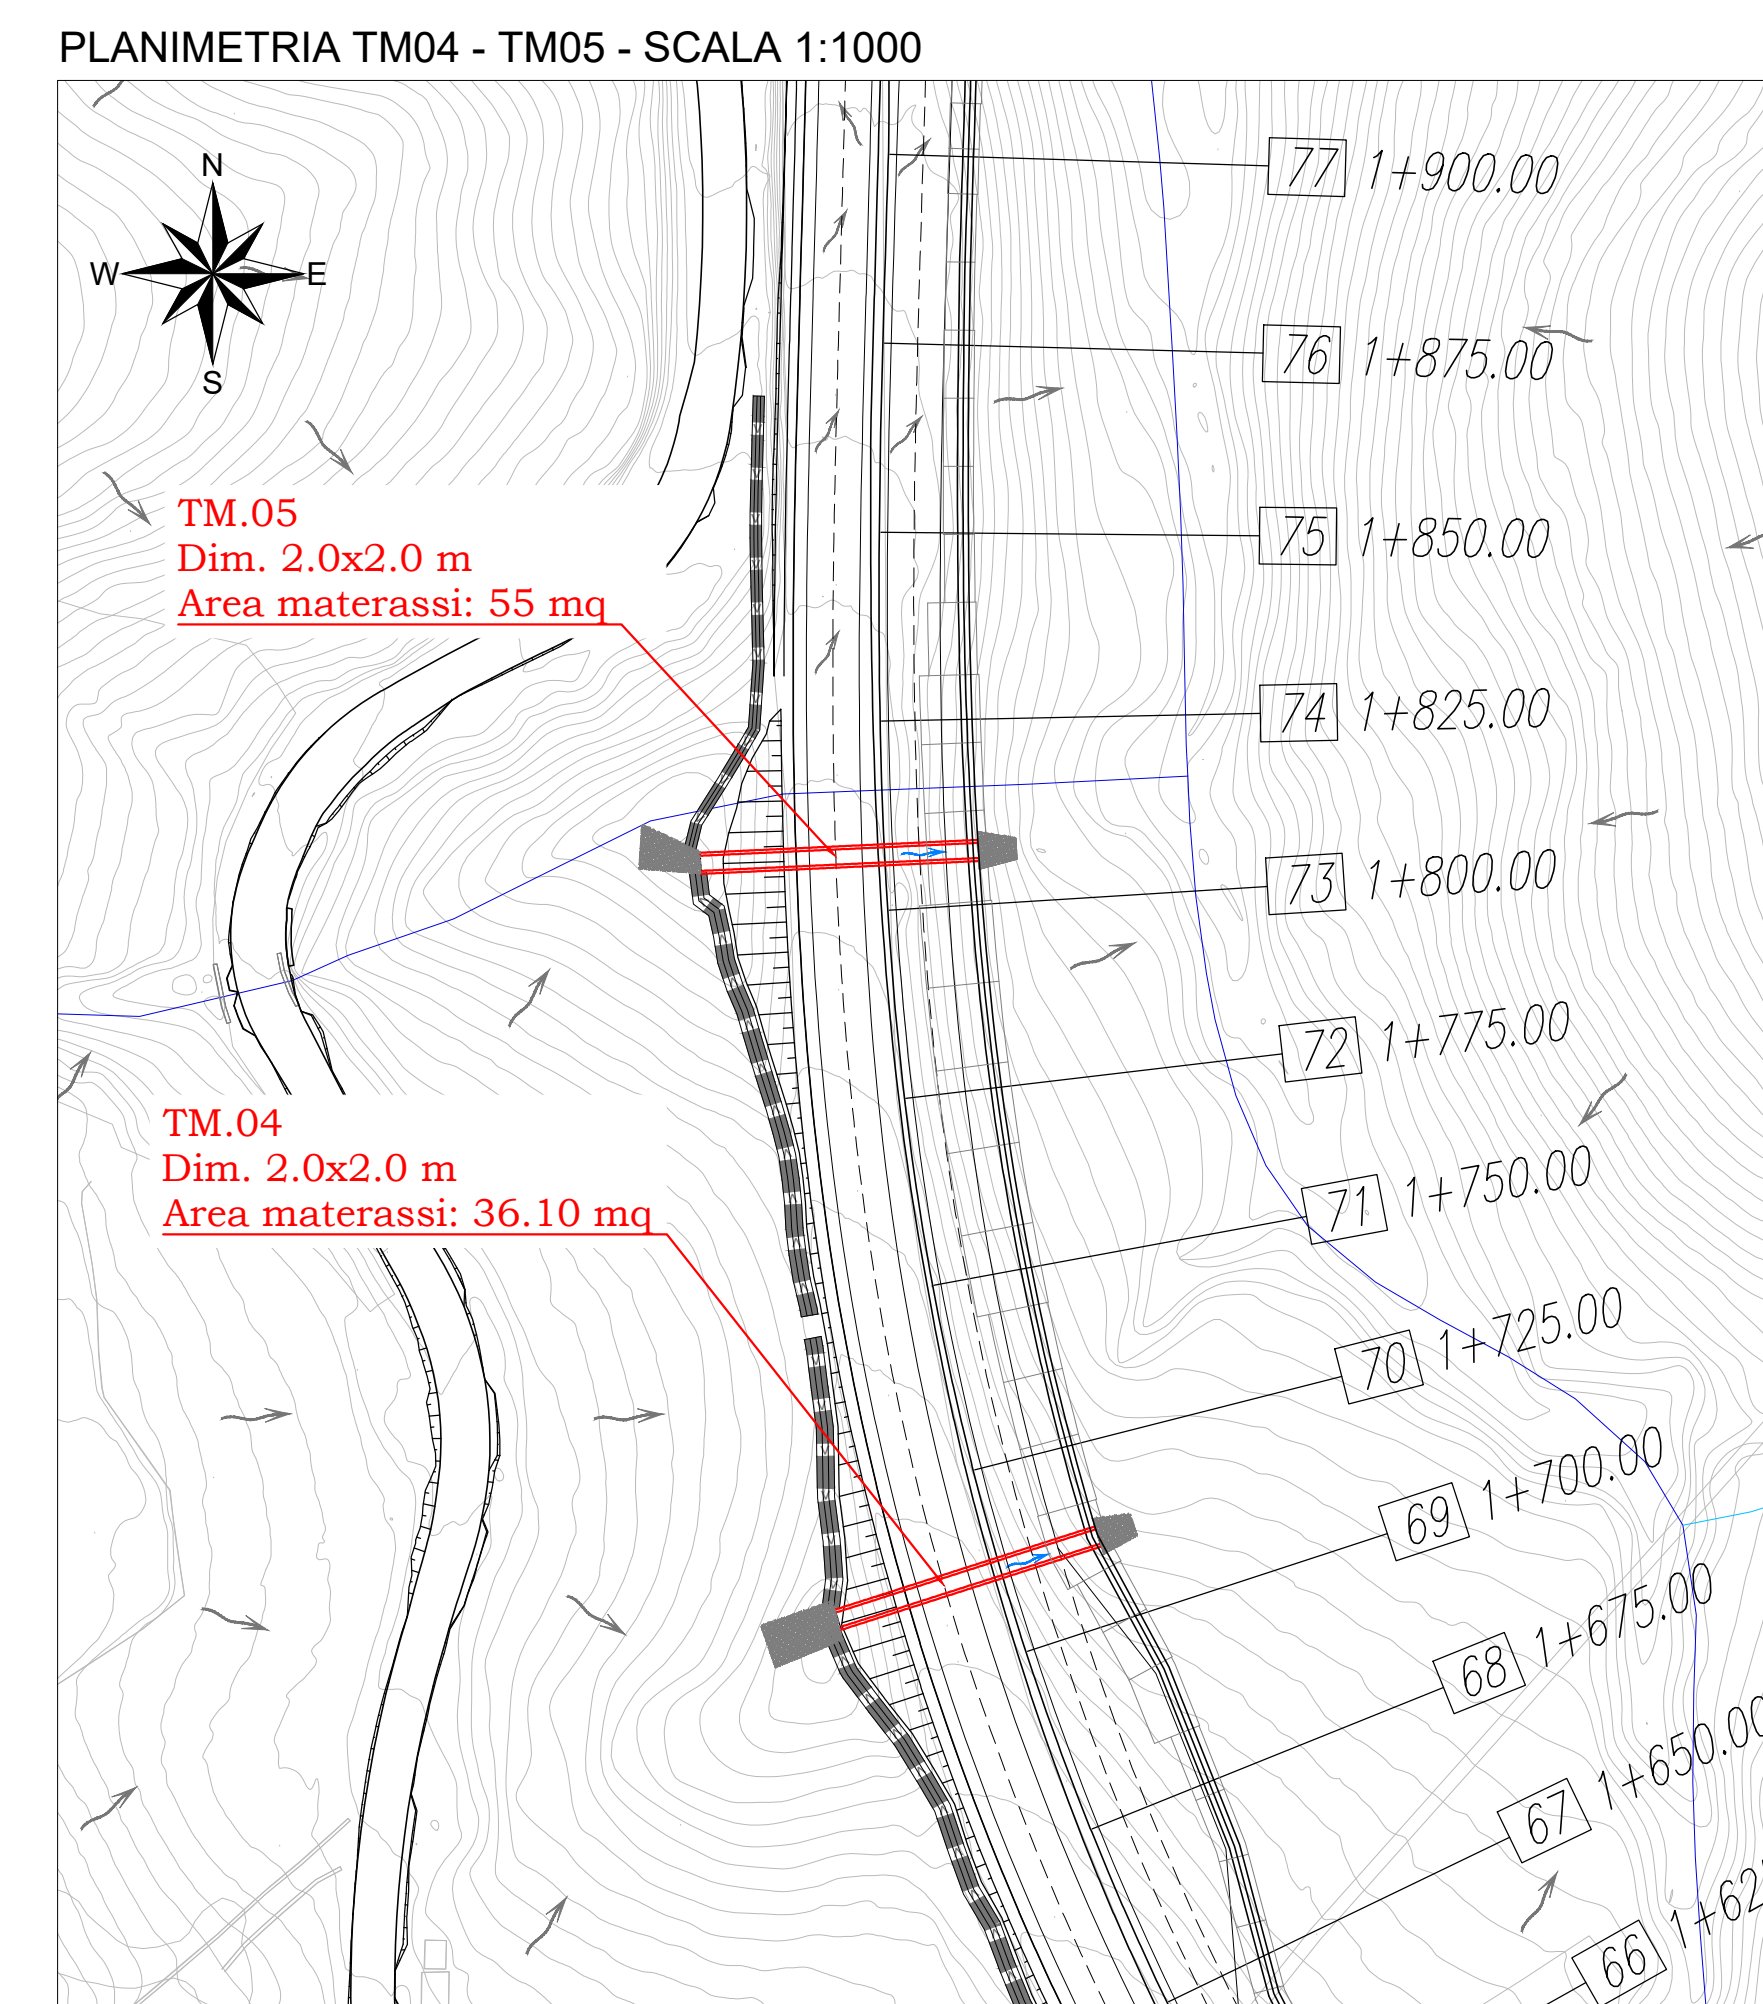 PLANIMETRIA TM04 - TM05 - SCALA 1:1000
N
W E
S
77 1+900.00
76 1+875.00
TM.05
Dim. 2.0x2.0 m
Area materassi: 55 mq
75 1+850.00
74 1+825.00
73 1+800.00
72 1+775.00
TM.04
Dim. 2.0x2.0 m
Area materassi: 36.10 mq
71 1+750.00
70 1+725.00
69 1+700.00
68 1+675.00
67 1+650.00
66 1+62